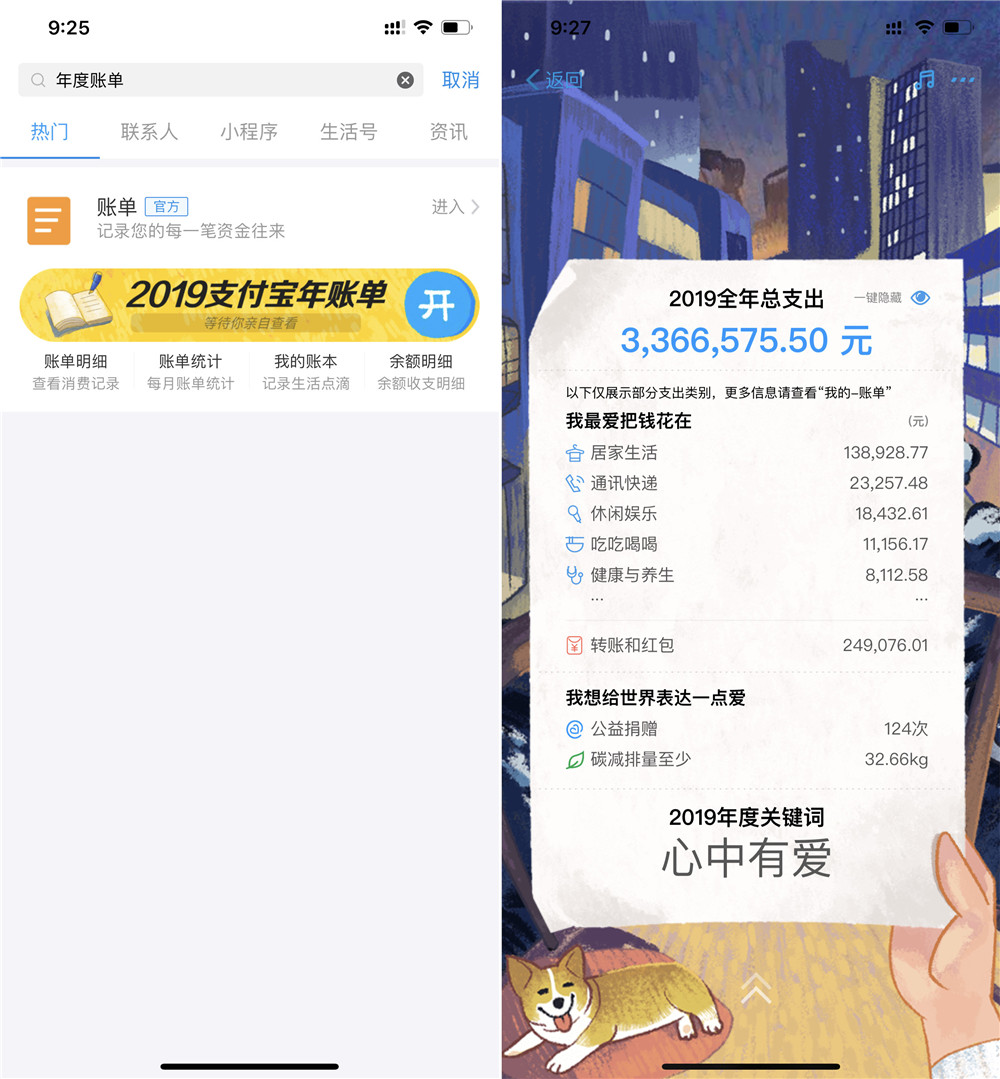 9:25
年度账单
取消
热门 联系人 小程序 生活号 资讯
账单 官方
进入
记录您的每一笔资金往来
2019支付宝年账单
开
等待你亲自查看
账单明细 账单统计 我的账本 余额明细
查看消费记录 每月账单统计 记录生活点滴 余额收支明细
9:27
返回
2019全年总支出 一键隐藏
3,366,575.50 元
以下仅展示部分支出类别，更多信息请查看“我的–账单”
我最爱把钱花在 (元)
居家生活 138,928.77
通讯快递 23,257.48
休闲娱乐 18,432.61
吃吃喝喝 11,156.17
健康与养生 8,112.58
... ...
转账和红包 249,076.01
我想给世界表达一点爱
公益捐赠 124次
碳减排量至少 32.66kg
2019年度关键词
心中有爱